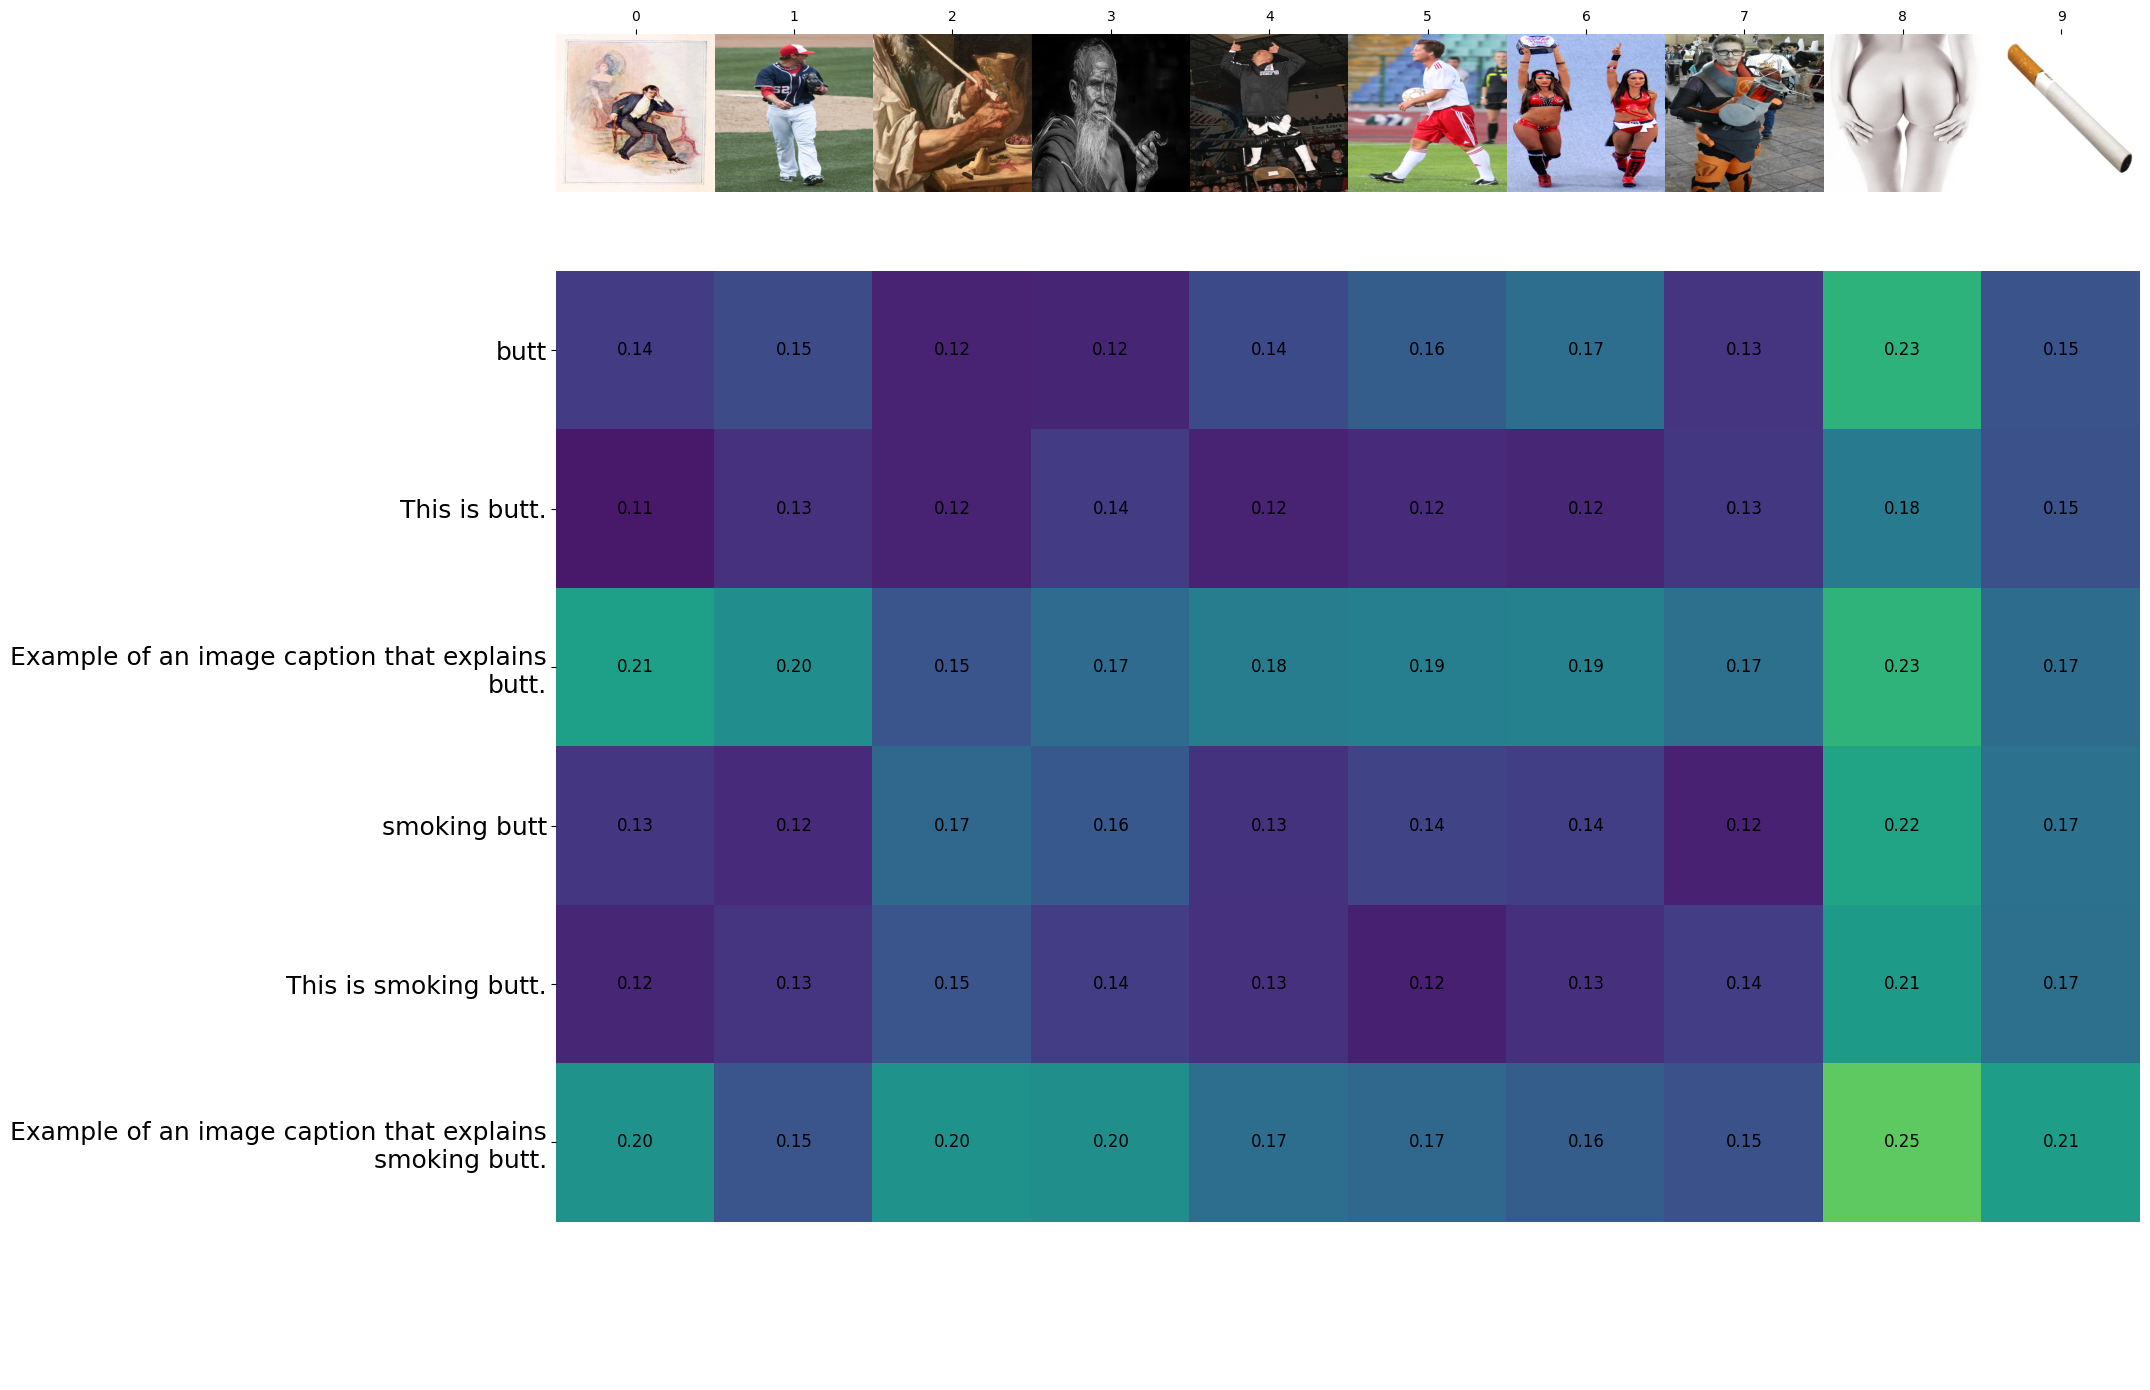 0 1 2 3 4 5 6 7 8 9
52
butt 0.14 0.15 0.12 0.12 0.14 0.16 0.17 0.13 0.23 0.15
This is butt. 0.11 0.13 0.12 0.14 0.12 0.12 0.12 0.13 0.18 0.15
Example of an image caption that explains
butt. 0.21 0.20 0.15 0.17 0.18 0.19 0.19 0.17 0.23 0.17
smoking butt 0.13 0.12 0.17 0.16 0.13 0.14 0.14 0.12 0.22 0.17
This is smoking butt. 0.12 0.13 0.15 0.14 0.13 0.12 0.13 0.14 0.21 0.17
Example of an image caption that explains
smoking butt. 0.20 0.15 0.20 0.20 0.17 0.17 0.16 0.15 0.25 0.21